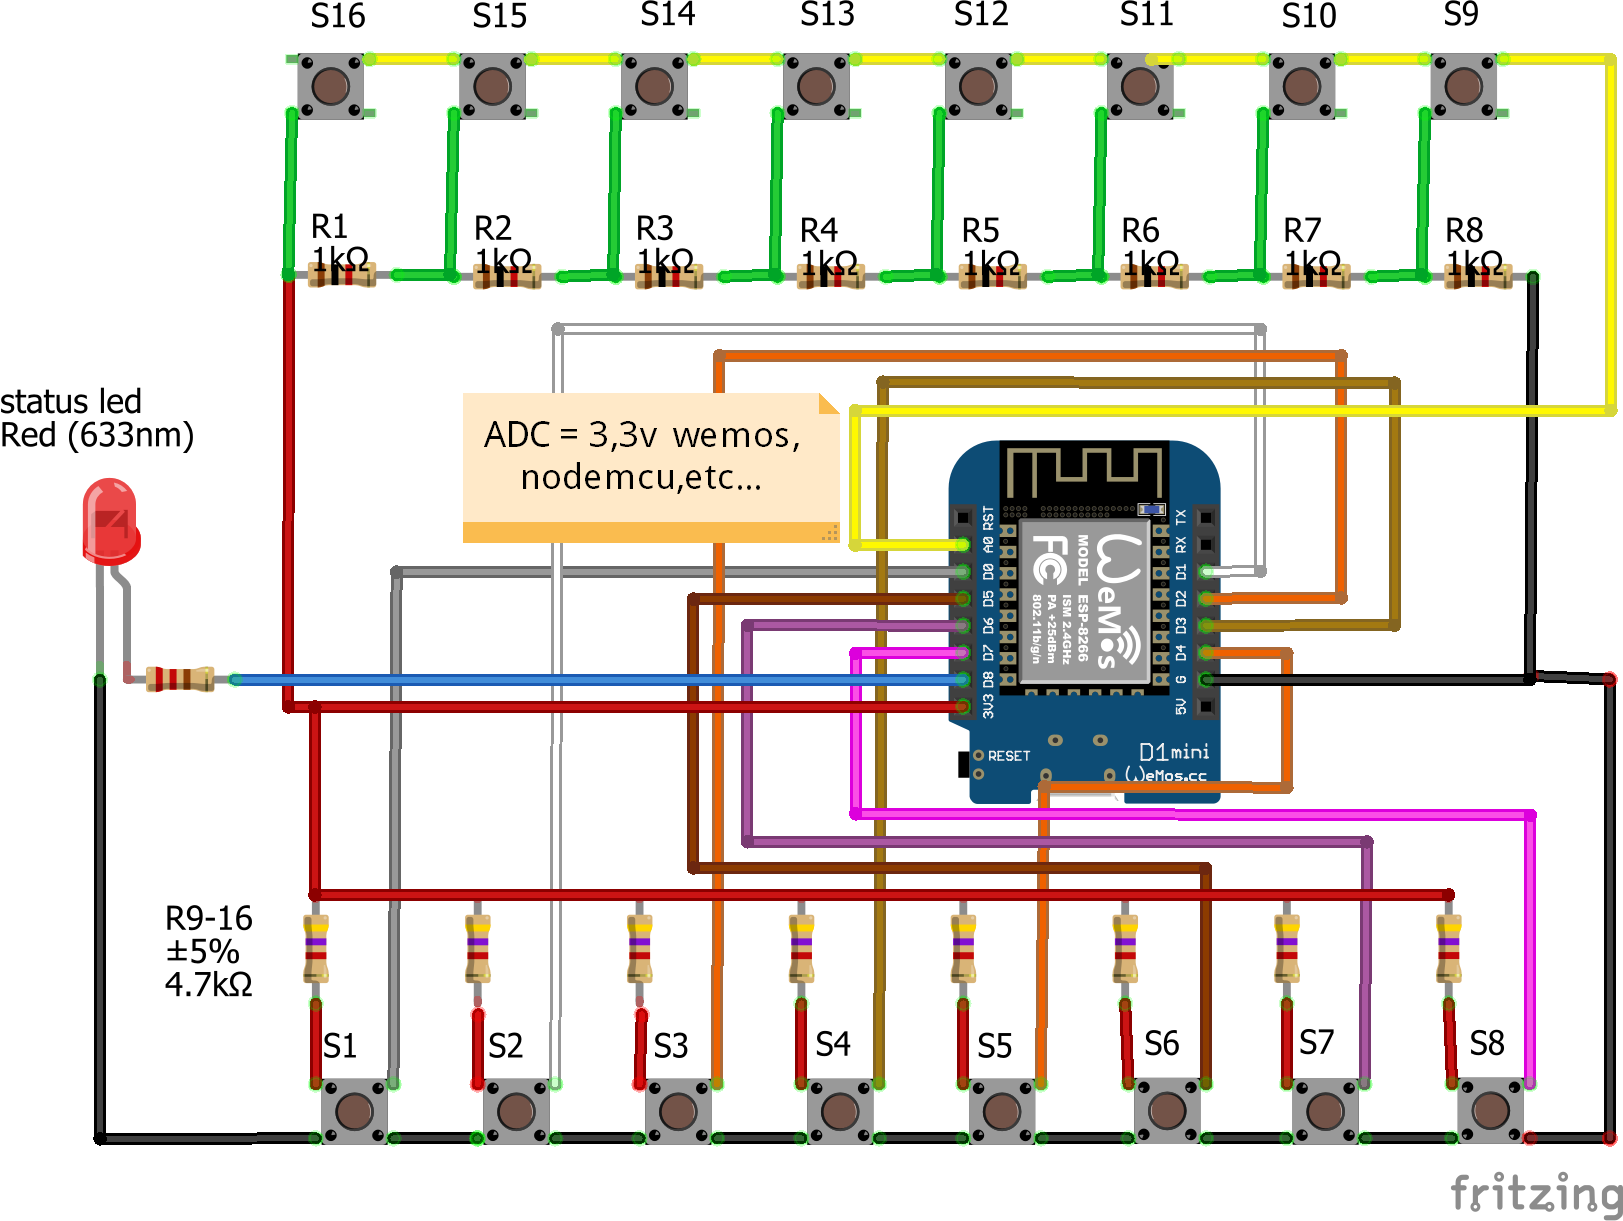 S16
S15
S14
S13
S12
S11
S10
S9
R1
1kΩ
R2
1kΩ
R3
1kΩ
R4
1kΩ
R5
1kΩ
R6
1kΩ
R7
1kΩ
R8
1kΩ
status led
Red (633nm)
ADC = 3,3v wemos,
nodemcu,etc...
RST
A0
D0
D5
D6
D7
D8
3V3
TX
RX
D1
D2
D3
D4
G
5V
WeMos
MODEL ESP-8266
ISM 2.4GHz
PA +25dBm
802.11b/g/n
FC
RESET
D1mini
WeMos.cc
R9-16
±5%
4.7kΩ
S1
S2
S3
S4
S5
S6
S7
S8
fritzing